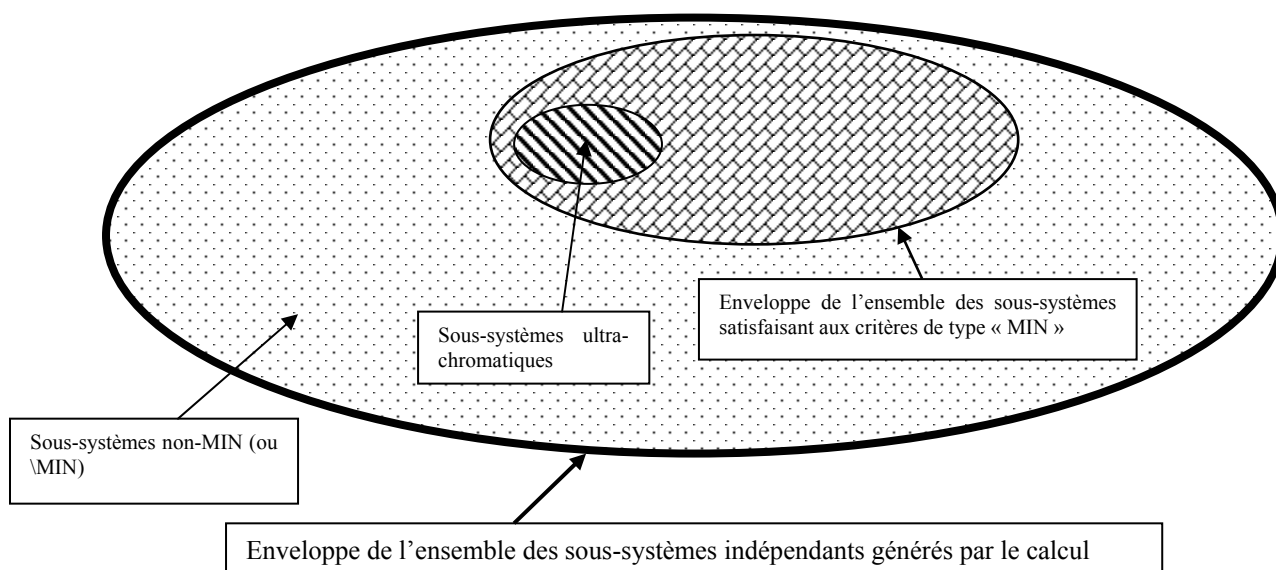 Enveloppe de l’ensemble des sous-systèmes
satisfaisant aux critères de type « MIN »
Sous-systèmes ultra-
chromatiques
Sous-systèmes non-MIN (ou
\MIN)
Enveloppe de l’ensemble des sous-systèmes indépendants générés par le calcul